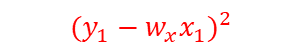 (y₁ − wₓx₁)²